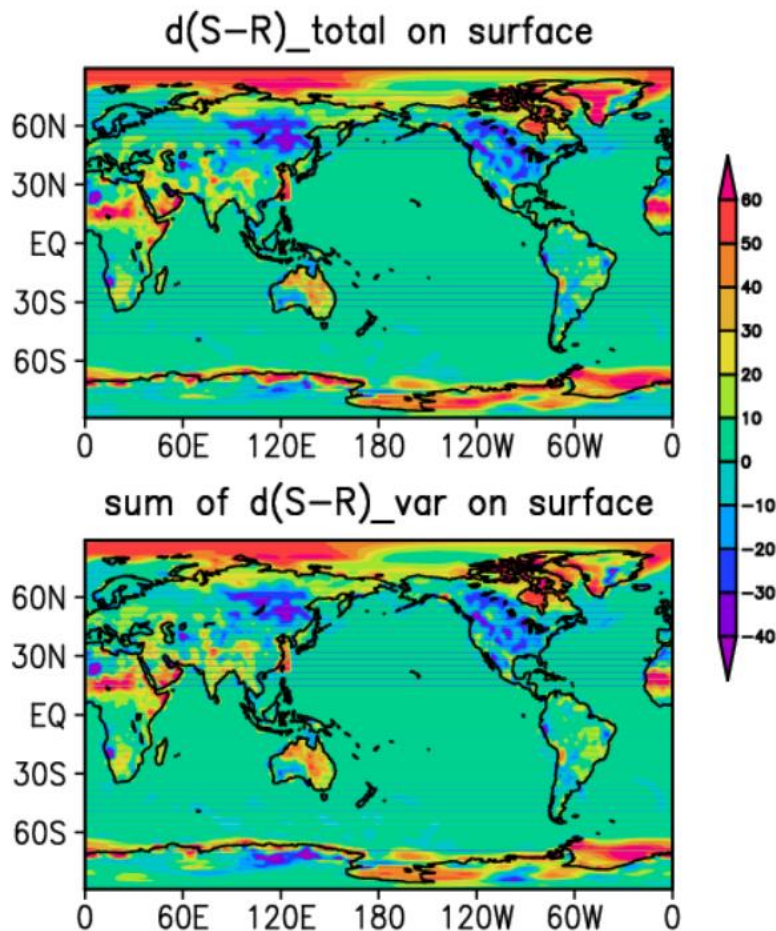 d(S-R)_total on surface
60N
30N
EQ
30S
60S
0 60E 120E 180 120W 60W 0
sum of d(S-R)_var on surface
60N
30N
EQ
30S
60S
0 60E 120E 180 120W 60W 0
60
50
40
30
20
10
0
-10
-20
-30
-40